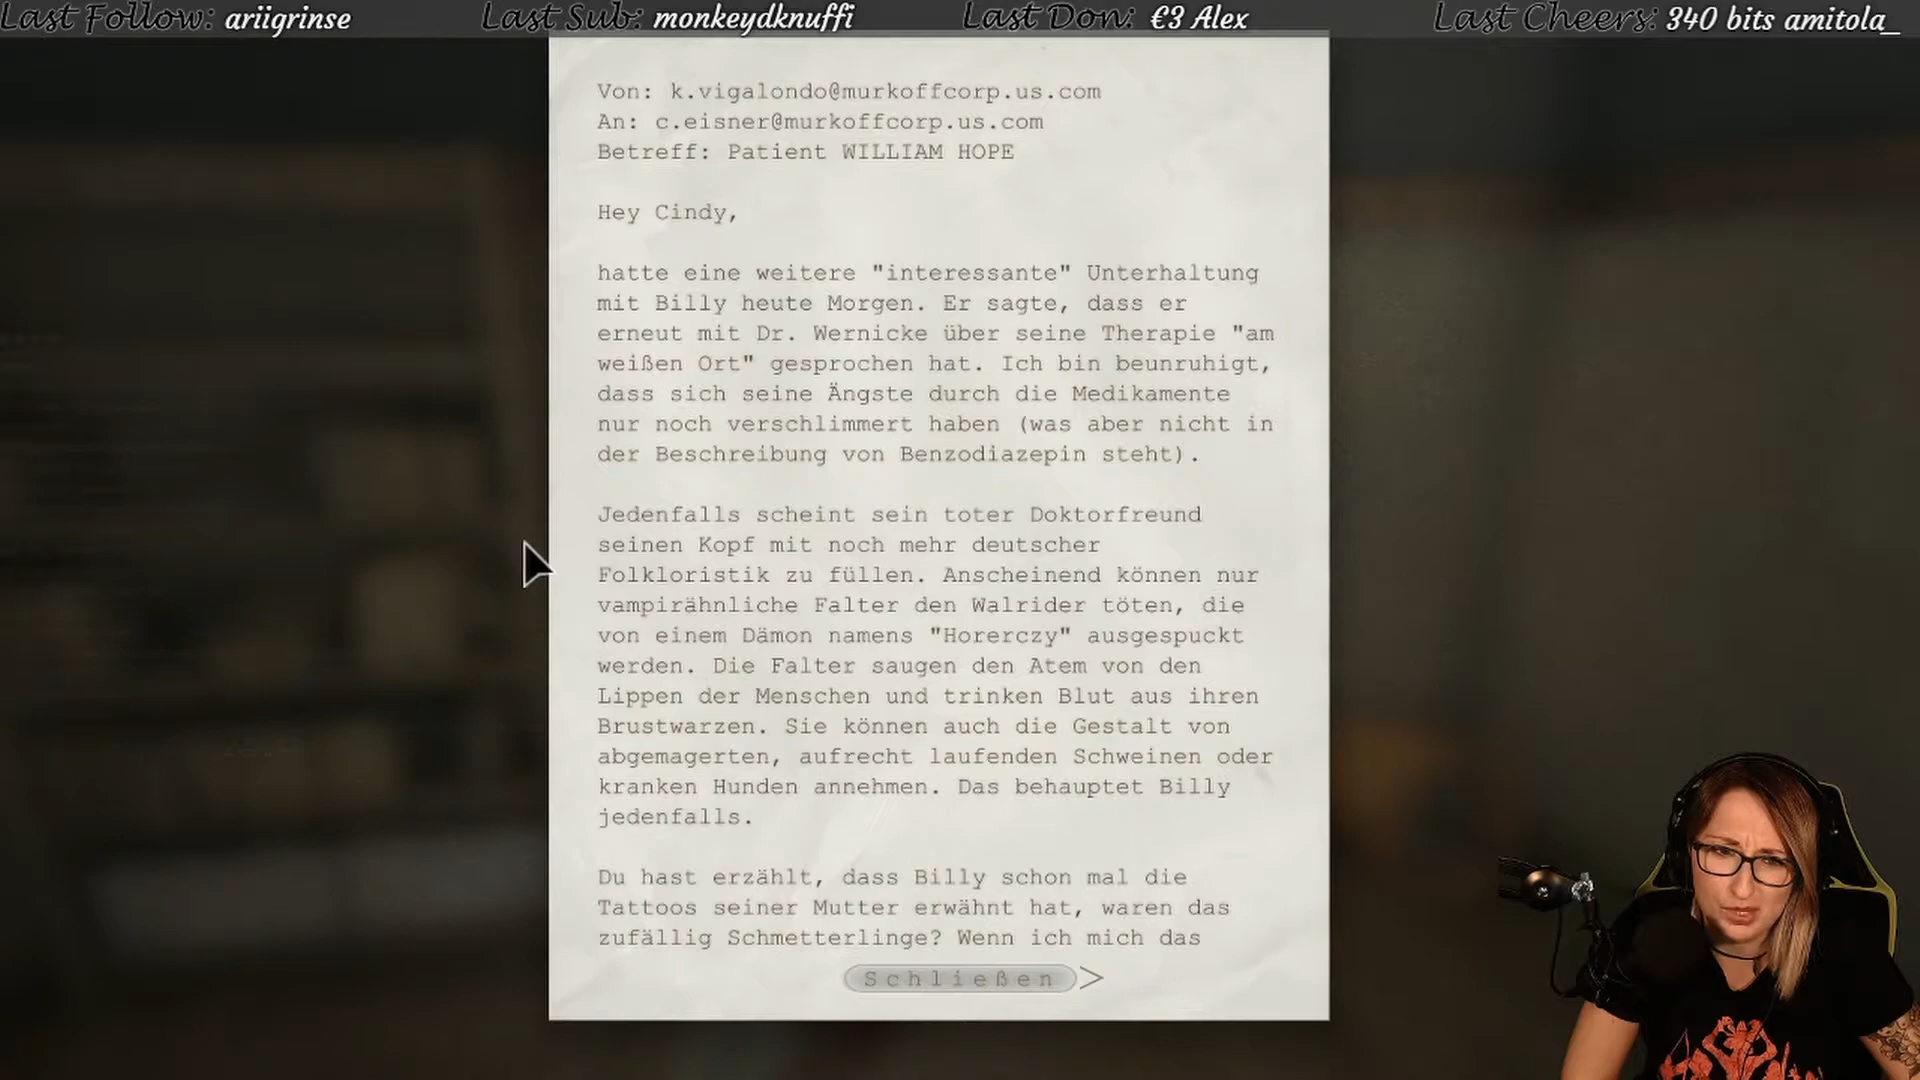 Last Follow: ariigrinse Last Sub: monkeydknuffi Last Don: €3 Alex Last Cheers: 340 bits amitola_
Von: k.vigalondo@murkoffcorp.us.com
An: c.eisner@murkoffcorp.us.com
Betreff: Patient WILLIAM HOPE
Hey Cindy,
hatte eine weitere "interessante" Unterhaltung
mit Billy heute Morgen. Er sagte, dass er
erneut mit Dr. Wernicke über seine Therapie "am
weißen Ort" gesprochen hat. Ich bin beunruhigt,
dass sich seine Ängste durch die Medikamente
nur noch verschlimmert haben (was aber nicht in
der Beschreibung von Benzodiazepin steht).
Jedenfalls scheint sein toter Doktorfreund
seinen Kopf mit noch mehr deutscher
Folkloristik zu füllen. Anscheinend können nur
vampirähnliche Falter den Walrider töten, die
von einem Dämon namens "Horerczy" ausgespuckt
werden. Die Falter saugen den Atem von den
Lippen der Menschen und trinken Blut aus ihren
Brustwarzen. Sie können auch die Gestalt von
abgemagerten, aufrecht laufenden Schweinen oder
kranken Hunden annehmen. Das behauptet Billy
jedenfalls.
Du hast erzählt, dass Billy schon mal die
Tattoos seiner Mutter erwähnt hat, waren das
zufällig Schmetterlinge? Wenn ich mich das
Schließen >